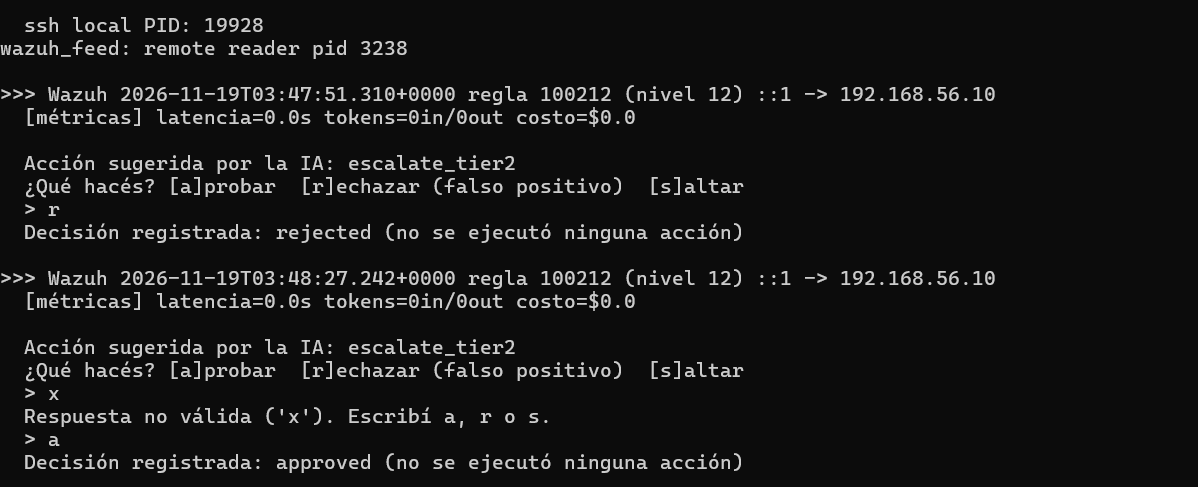 ssh local PID: 19928
wazuh_feed: remote reader pid 3238
>>> Wazuh 2026-11-19T03:47:51.310+0000 regla 100212 (nivel 12) ::1 -> 192.168.56.10
[métricas] latencia=0.0s tokens=0in/0out costo=$0.0
Acción sugerida por la IA: escalate_tier2
¿Qué hacés? [a]probar  [r]echazar (falso positivo)  [s]altar
> r
Decisión registrada: rejected (no se ejecutó ninguna acción)
>>> Wazuh 2026-11-19T03:48:27.242+0000 regla 100212 (nivel 12) ::1 -> 192.168.56.10
[métricas] latencia=0.0s tokens=0in/0out costo=$0.0
Acción sugerida por la IA: escalate_tier2
¿Qué hacés? [a]probar  [r]echazar (falso positivo)  [s]altar
> x
Respuesta no válida ('x'). Escribí a, r o s.
> a
Decisión registrada: approved (no se ejecutó ninguna acción)